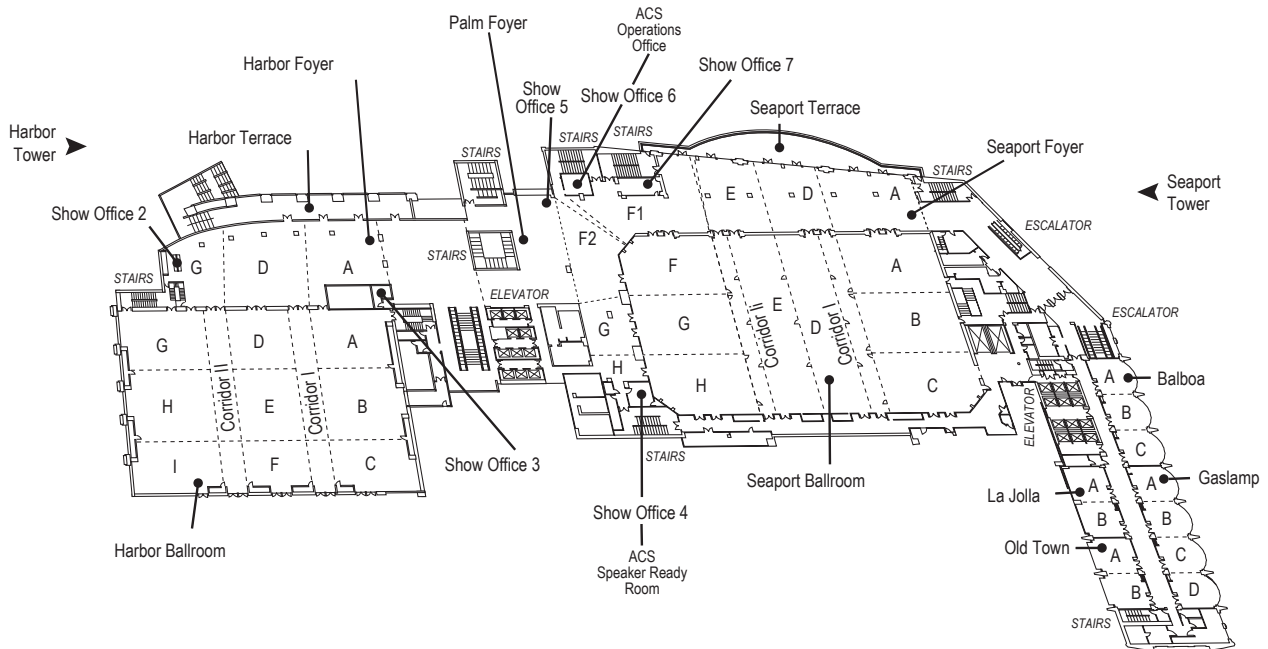 ACS
Operations
Office
Palm Foyer
Harbor Foyer
Show Office 7
Show
Office 5
Show Office 6
Seaport Terrace
Harbor
Tower
Harbor Terrace
STAIRS
STAIRS
STAIRS
Seaport Foyer
STAIRS
Seaport
Tower
Show Office 2
E
D
A
F1
ESCALATOR
STAIRS
F2
G
D
A
F
A
STAIRS
ELEVATOR
E
ESCALATOR
G
D
A
G
G
Corridor II
D
Corridor I
B
H
A
Balboa
H
Corridor II
E
Corridor I
B
H
C
B
ELEVATOR
C
I
F
C
Show Office 3
STAIRS
Seaport Ballroom
La Jolla
A
A
Gaslamp
Harbor Ballroom
Show Office 4
B
B
ACS
Speaker Ready
Room
Old Town
A
C
B
D
STAIRS